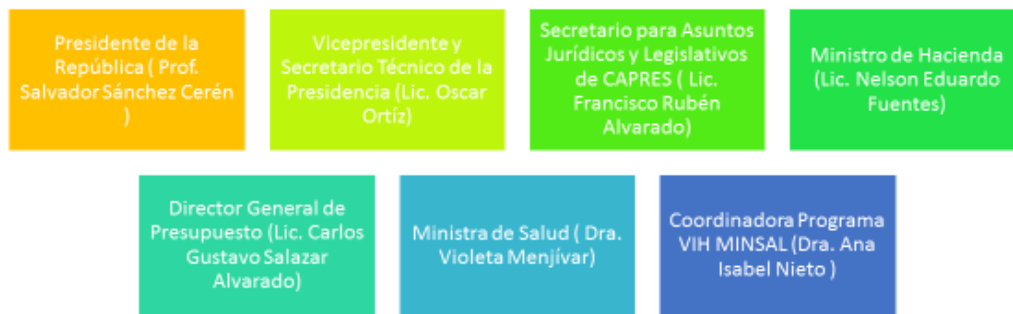 Presidente de la
República ( Prof.
Salvador Sánchez Cerén
)
Vicepresidente y
Secretario Técnico de la
Presidencia (Lic. Oscar
Ortíz)
Secretario para Asuntos
Jurídicos y Legislativos
de CAPRES ( Lic.
Francisco Rubén
Alvarado)
Ministro de Hacienda
(Lic. Nelson Eduardo
Fuentes)
Director General de
Presupuesto (Lic. Carlos
Gustavo Salazar
Alvarado)
Ministra de Salud ( Dra.
Violeta Menjívar)
Coordinadora Programa
VIH MINSAL (Dra. Ana
Isabel Nieto )